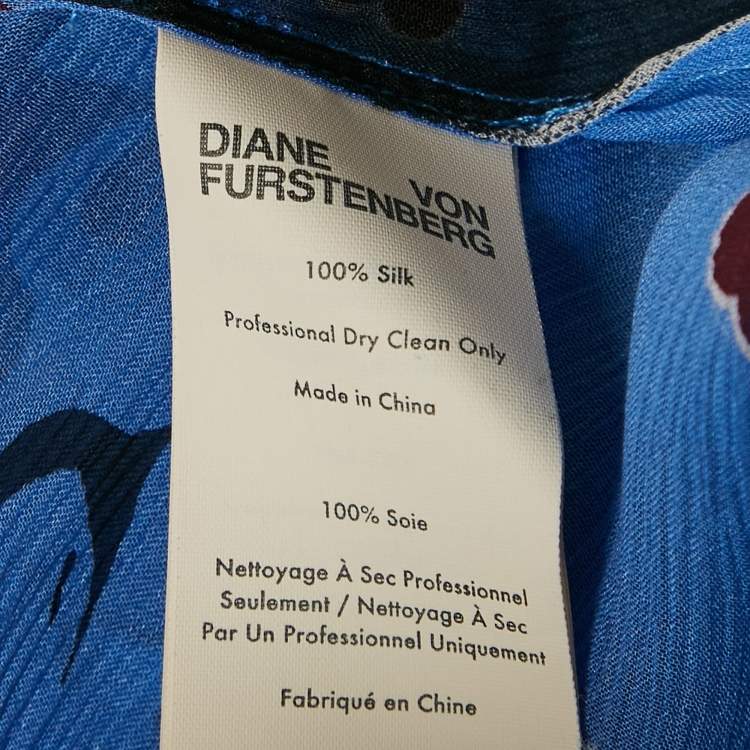 DIANE VON
FURSTENBERG
100% Silk
Professional Dry Clean Only
Made in China
100% Soie
Nettoyage À Sec Professionnel
Seulement / Nettoyage À Sec
Par Un Professionnel Uniquement
Fabriqué en Chine